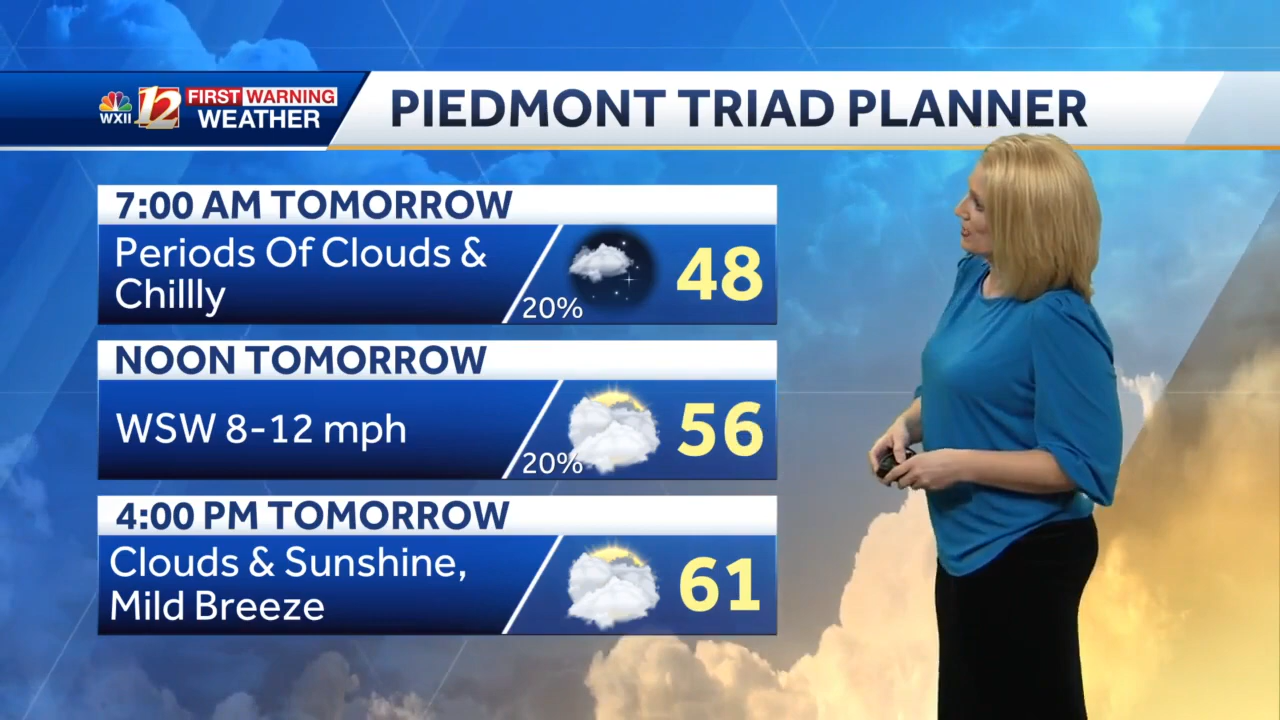 WXII 12 FIRST WARNING
WEATHER
PIEDMONT TRIAD PLANNER
7:00 AM TOMORROW
Periods Of Clouds &
Chillly
20%
48
NOON TOMORROW
WSW 8-12 mph
20%
56
4:00 PM TOMORROW
Clouds & Sunshine,
Mild Breeze
61